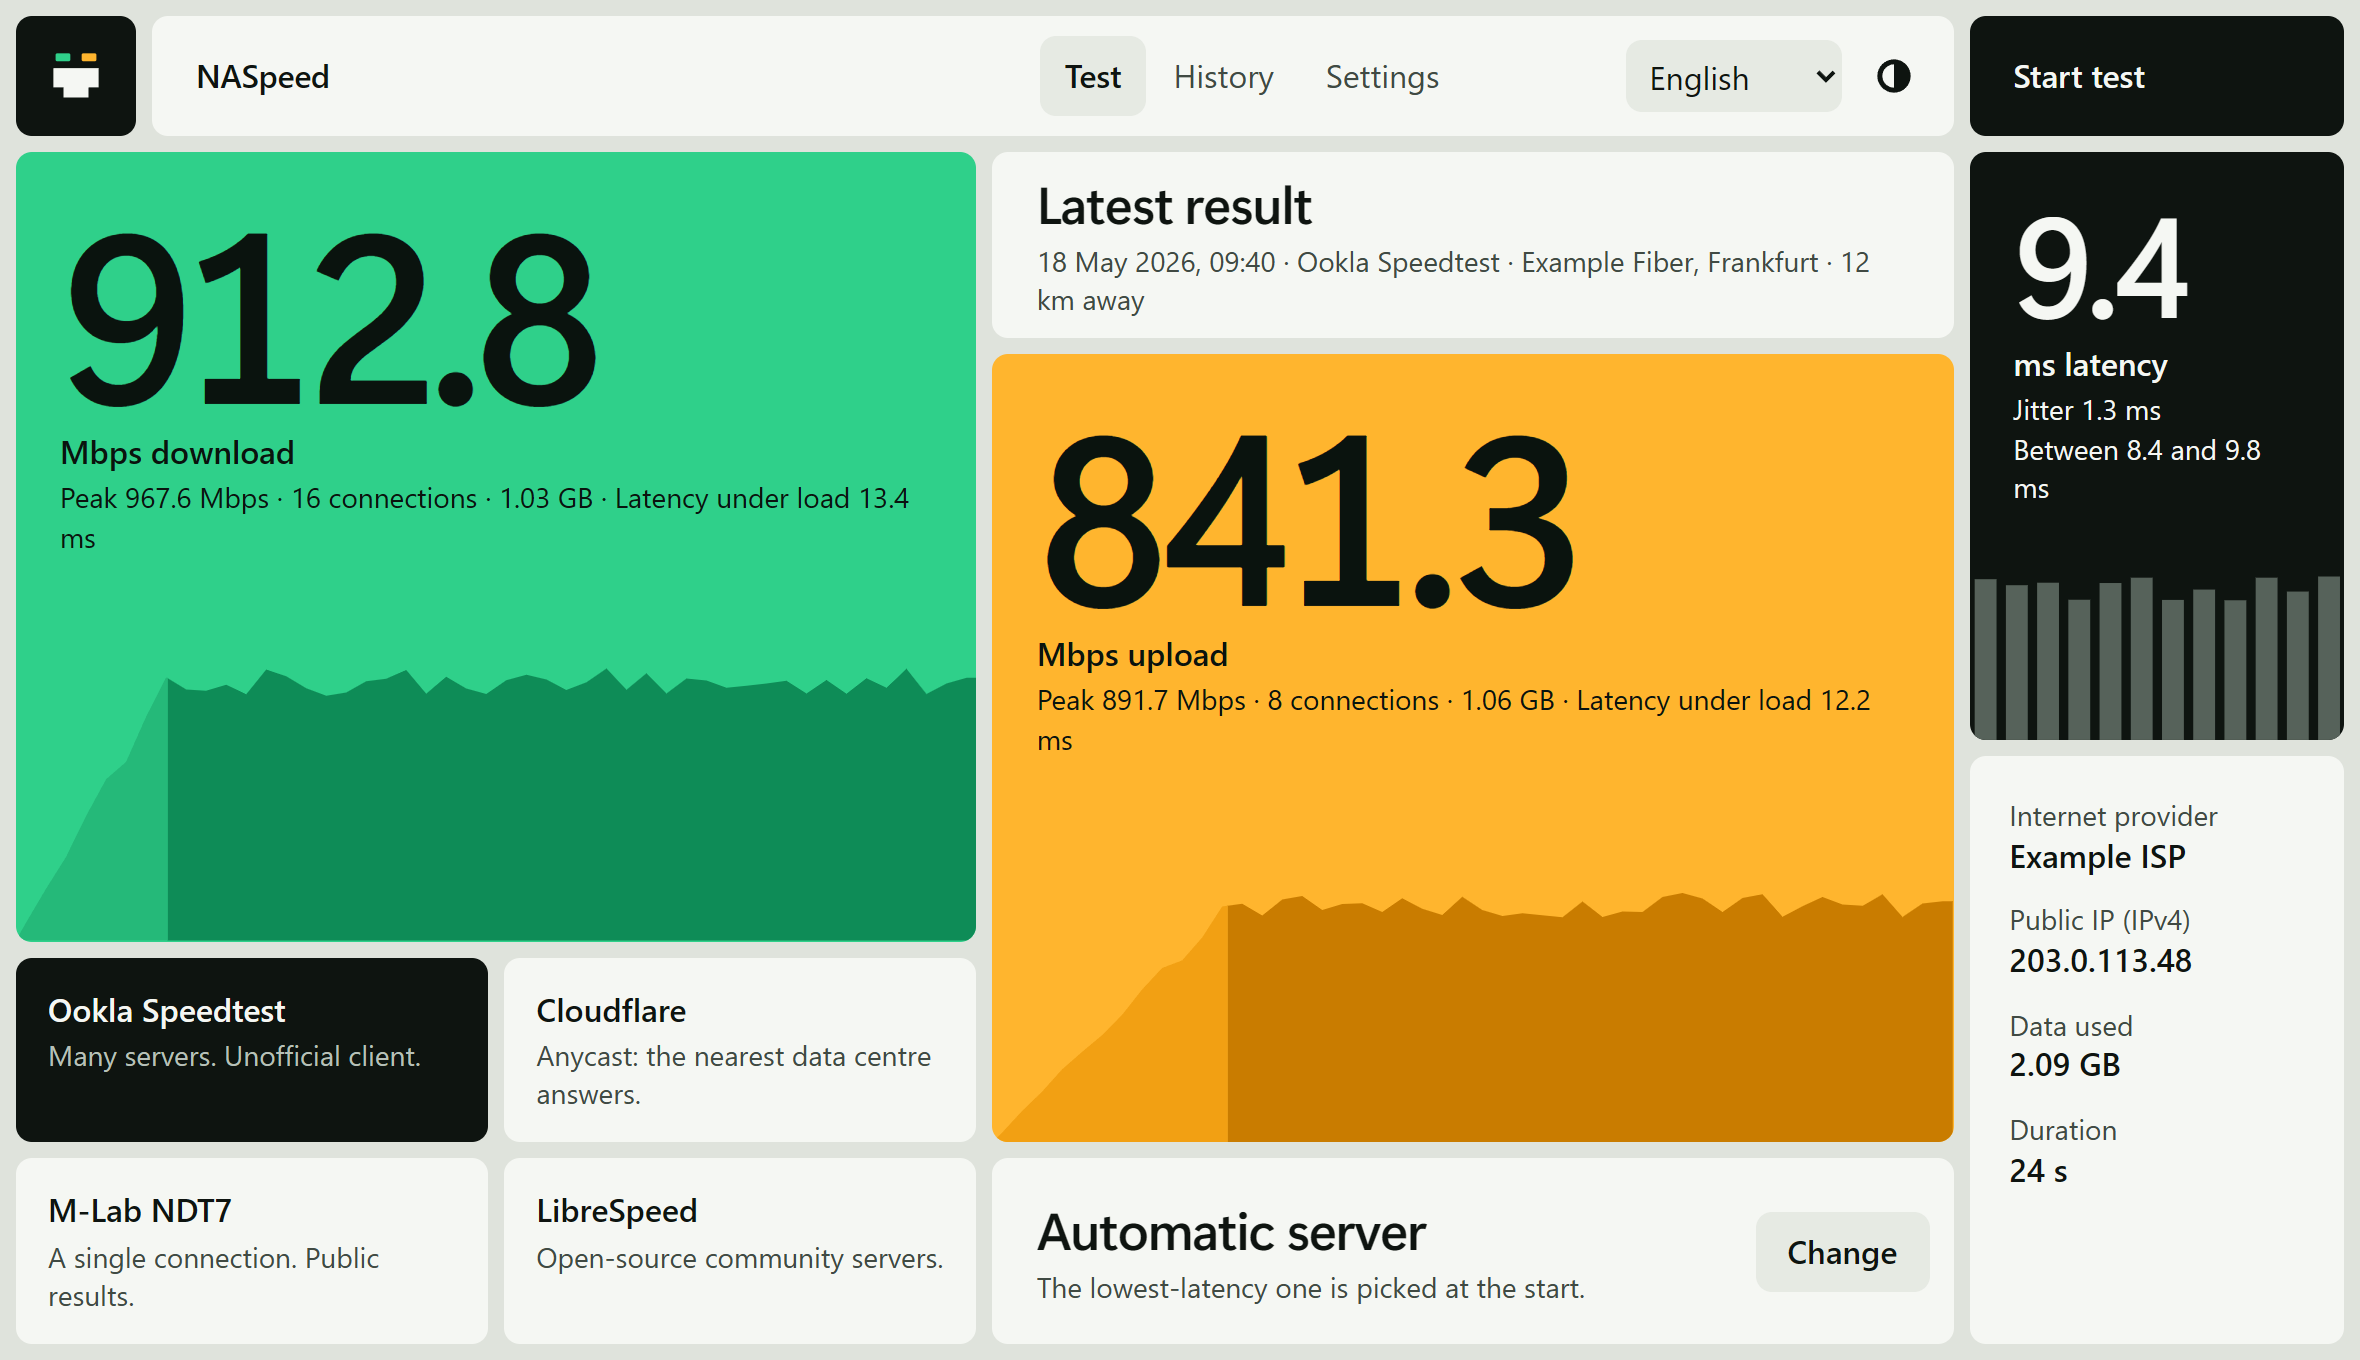 NASpeed
Test
History
Settings
English
Start test
912.8
Mbps download
Peak 967.6 Mbps · 16 connections · 1.03 GB · Latency under load 13.4
ms
Latest result
18 May 2026, 09:40 · Ookla Speedtest · Example Fiber, Frankfurt · 12
km away
841.3
Mbps upload
Peak 891.7 Mbps · 8 connections · 1.06 GB · Latency under load 12.2
ms
9.4
ms latency
Jitter 1.3 ms
Between 8.4 and 9.8
ms
Internet provider
Example ISP
Public IP (IPv4)
203.0.113.48
Data used
2.09 GB
Duration
24 s
Ookla Speedtest
Many servers. Unofficial client.
Cloudflare
Anycast: the nearest data centre
answers.
M-Lab NDT7
A single connection. Public
results.
LibreSpeed
Open-source community servers.
Automatic server
The lowest-latency one is picked at the start.
Change